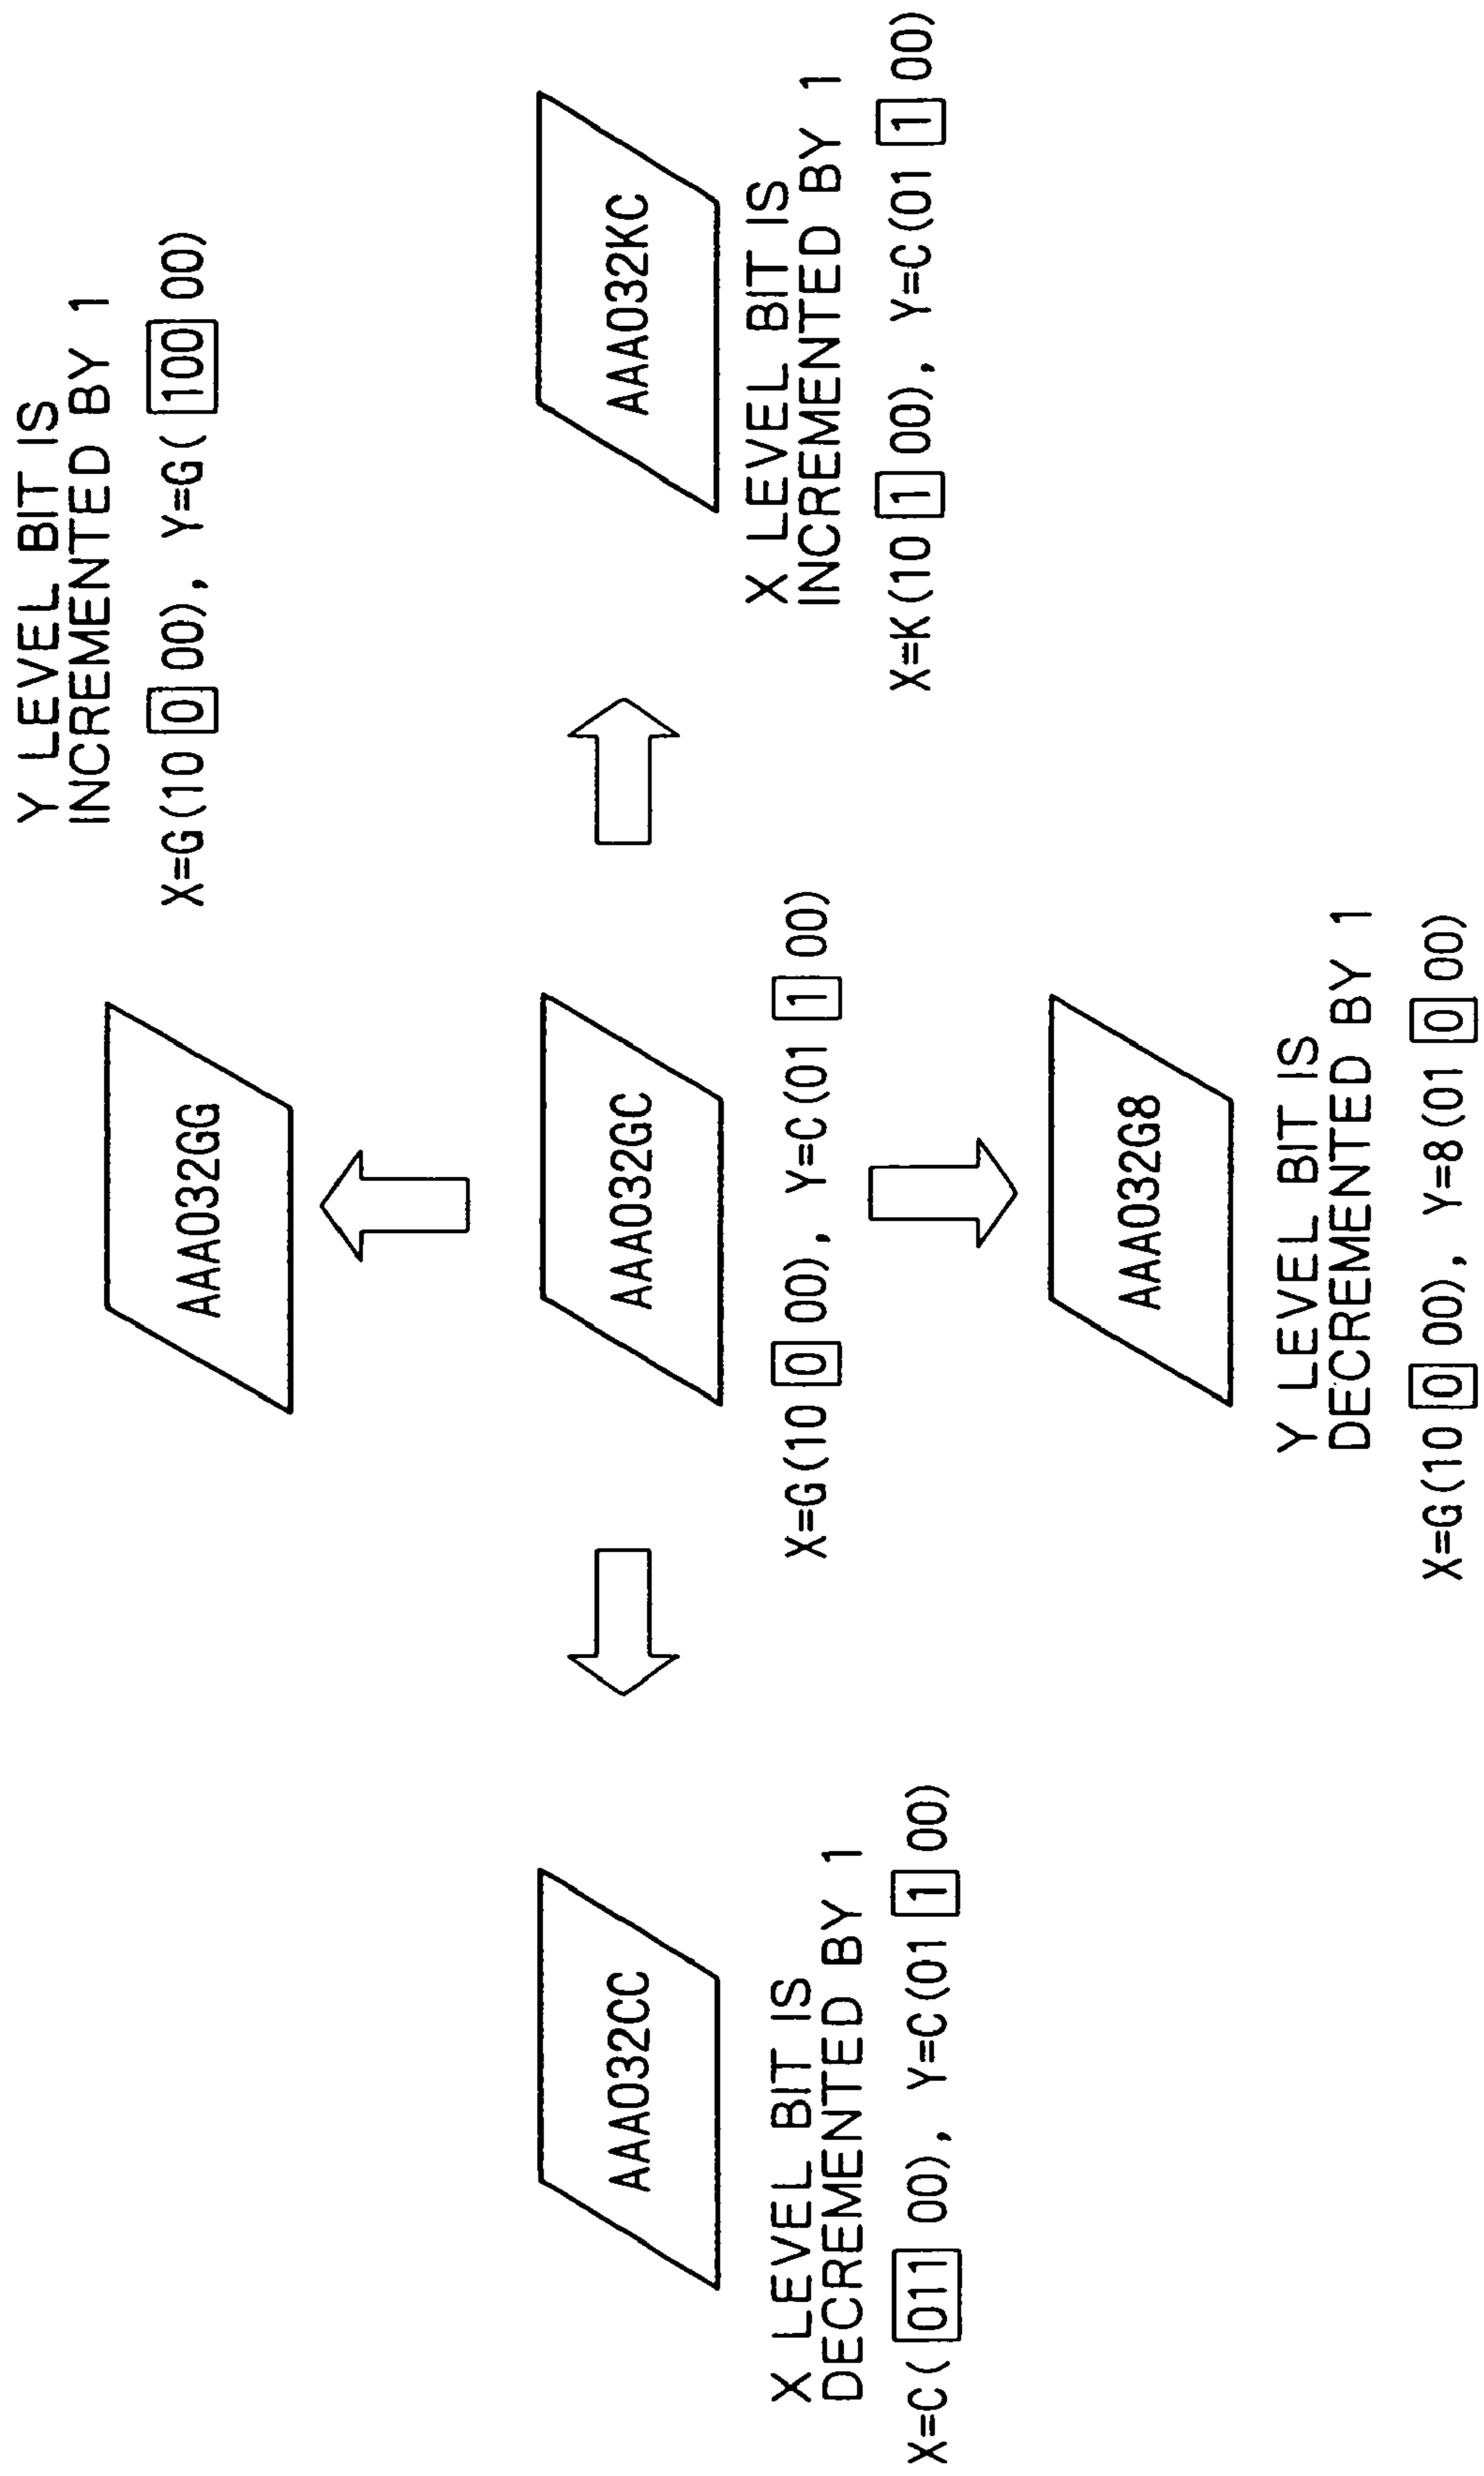 AAA032GG
Y LEVEL BIT IS
INCREMENTED BY 1
X=G(10 0 00), Y=G( 100 00)
AAA032CC
X LEVEL BIT IS
DECREMENTED BY 1
X=C( 011 00), Y=C(01 1 00)
AAA032GC
X=G(10 0 00), Y=C(01 1 00)
AAA032KC
X LEVEL BIT IS
INCREMENTED BY 1
X=K(10 1 00), Y=C(01 1 00)
AAA032G8
Y LEVEL BIT IS
DECREMENTED BY 1
X=G(10 0 00), Y=8(01 0 00)